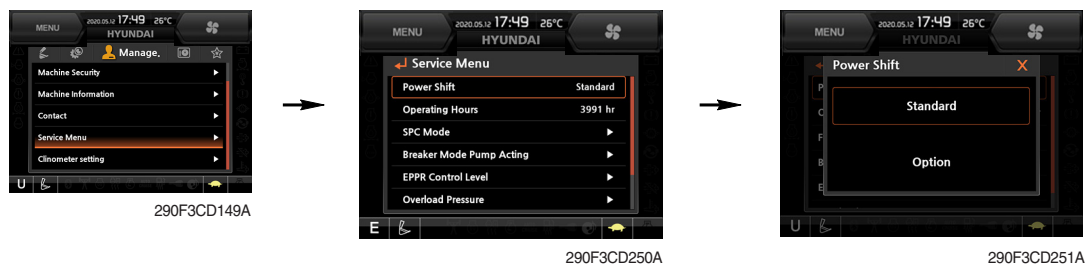 MENU
2020.05.12 17:49 26°C
HYUNDAI
Manage.
Machine Security
Machine Information
Contact
Service Menu
Clinometer setting
U
290F3CD149A
MENU
2020.05.12 17:49 26°C
HYUNDAI
Service Menu
Power Shift Standard
Operating Hours 3991 hr
SPC Mode
Breaker Mode Pump Acting
EPPR Control Level
Overload Pressure
E
290F3CD250A
MENU
2020.05.12 17:49 26°C
HYUNDAI
Power Shift X
Standard
Option
U
290F3CD251A